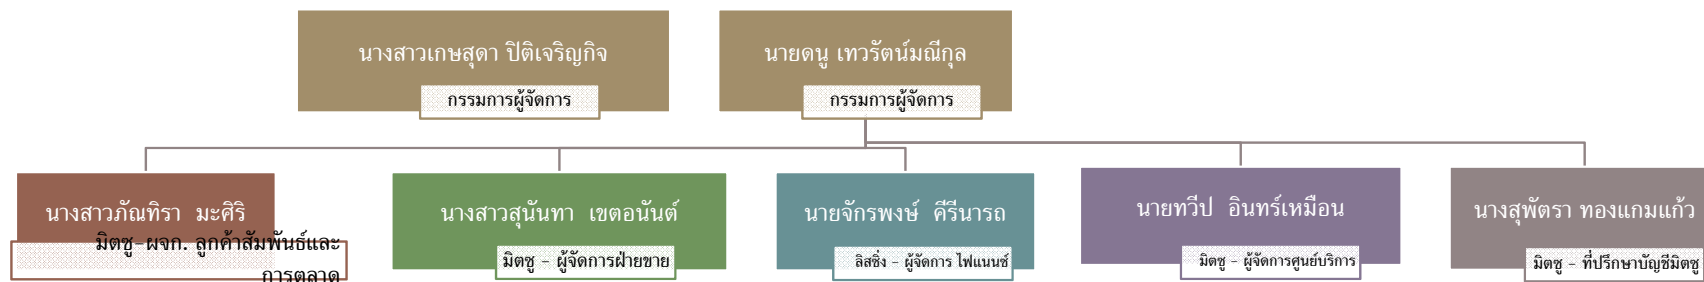 นางสาวเกษสุดา ปิติเจริญกิจ
กรรมการผู้จัดการ
นายดนู เทวรัตน์มณีกุล
กรรมการผู้จัดการ
นางสาวภัณฑิรา มะศิริ
มิตซู-ผจก. ลูกค้าสัมพันธ์และ
การตลาด
นางสาวสุนันทา เขตอนันต์
มิตซู - ผู้จัดการฝ่ายขาย
นายจักรพงษ์ คีรีนารถ
ลิสซิ่ง - ผู้จัดการ ไฟแนนซ์
นายทวีป อินทร์เหมือน
มิตซู - ผู้จัดการศูนย์บริการ
นางสุพัตรา ทองแกมแก้ว
มิตซู - ที่ปรึกษาบัญชีมิตซู